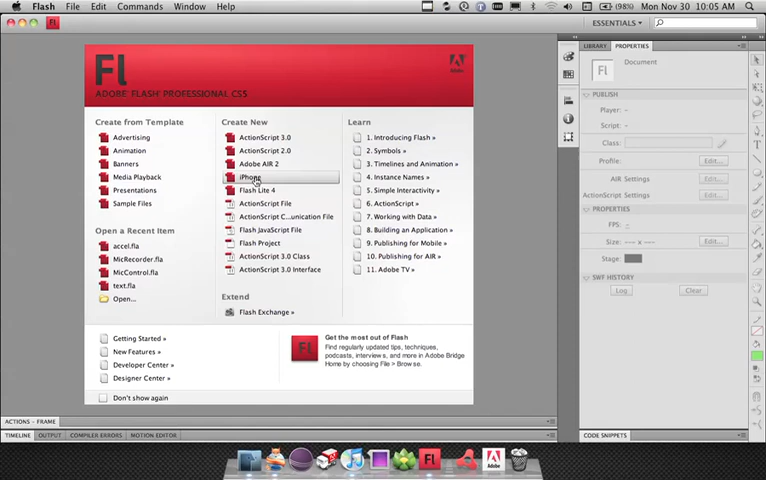 Flash File Edit Commands Window Help (98%) Mon Nov 30 10:05 AM
Fl ESSENTIALS
LIBRARY PROPERTIES
Fl Document
Fl Adobe
ADOBE FLASH PROFESSIONAL CS5
PUBLISH
Player: -
Script: -
Class:
Profile: Edit...
AIR Settings Edit...
ActionScript Settings Edit...
PROPERTIES
FPS: -
Size: --- x --- Edit...
Stage:
SWF HISTORY
Log Clear
Create from Template
Advertising
Animation
Banners
Media Playback
Presentations
Sample Files
Open a Recent Item
accel.fla
MicRecorder.fla
MicControl.fla
text.fla
Open...
Create New
ActionScript 3.0
ActionScript 2.0
Adobe AIR 2
iPhone
Flash Lite 4
ActionScript File
ActionScript C...unication File
Flash JavaScript File
Flash Project
ActionScript 3.0 Class
ActionScript 3.0 Interface
Extend
Flash Exchange »
Learn
1. Introducing Flash »
2. Symbols »
3. Timelines and Animation »
4. Instance Names »
5. Simple Interactivity »
6. ActionScript »
7. Working with Data »
8. Building an Application »
9. Publishing for Mobile »
10. Publishing for AIR »
11. Adobe TV »
Getting Started »
New Features »
Developer Center »
Designer Center »
Fl
Get the most out of Flash
Find regularly updated tips, techniques,
podcasts, interviews, and more in Adobe Bridge
Home by choosing File > Browse.
Don't show again
ACTIONS - FRAME
TIMELINE OUTPUT COMPILER ERRORS MOTION EDITOR
CODE SNIPPETS
Fl Adobe